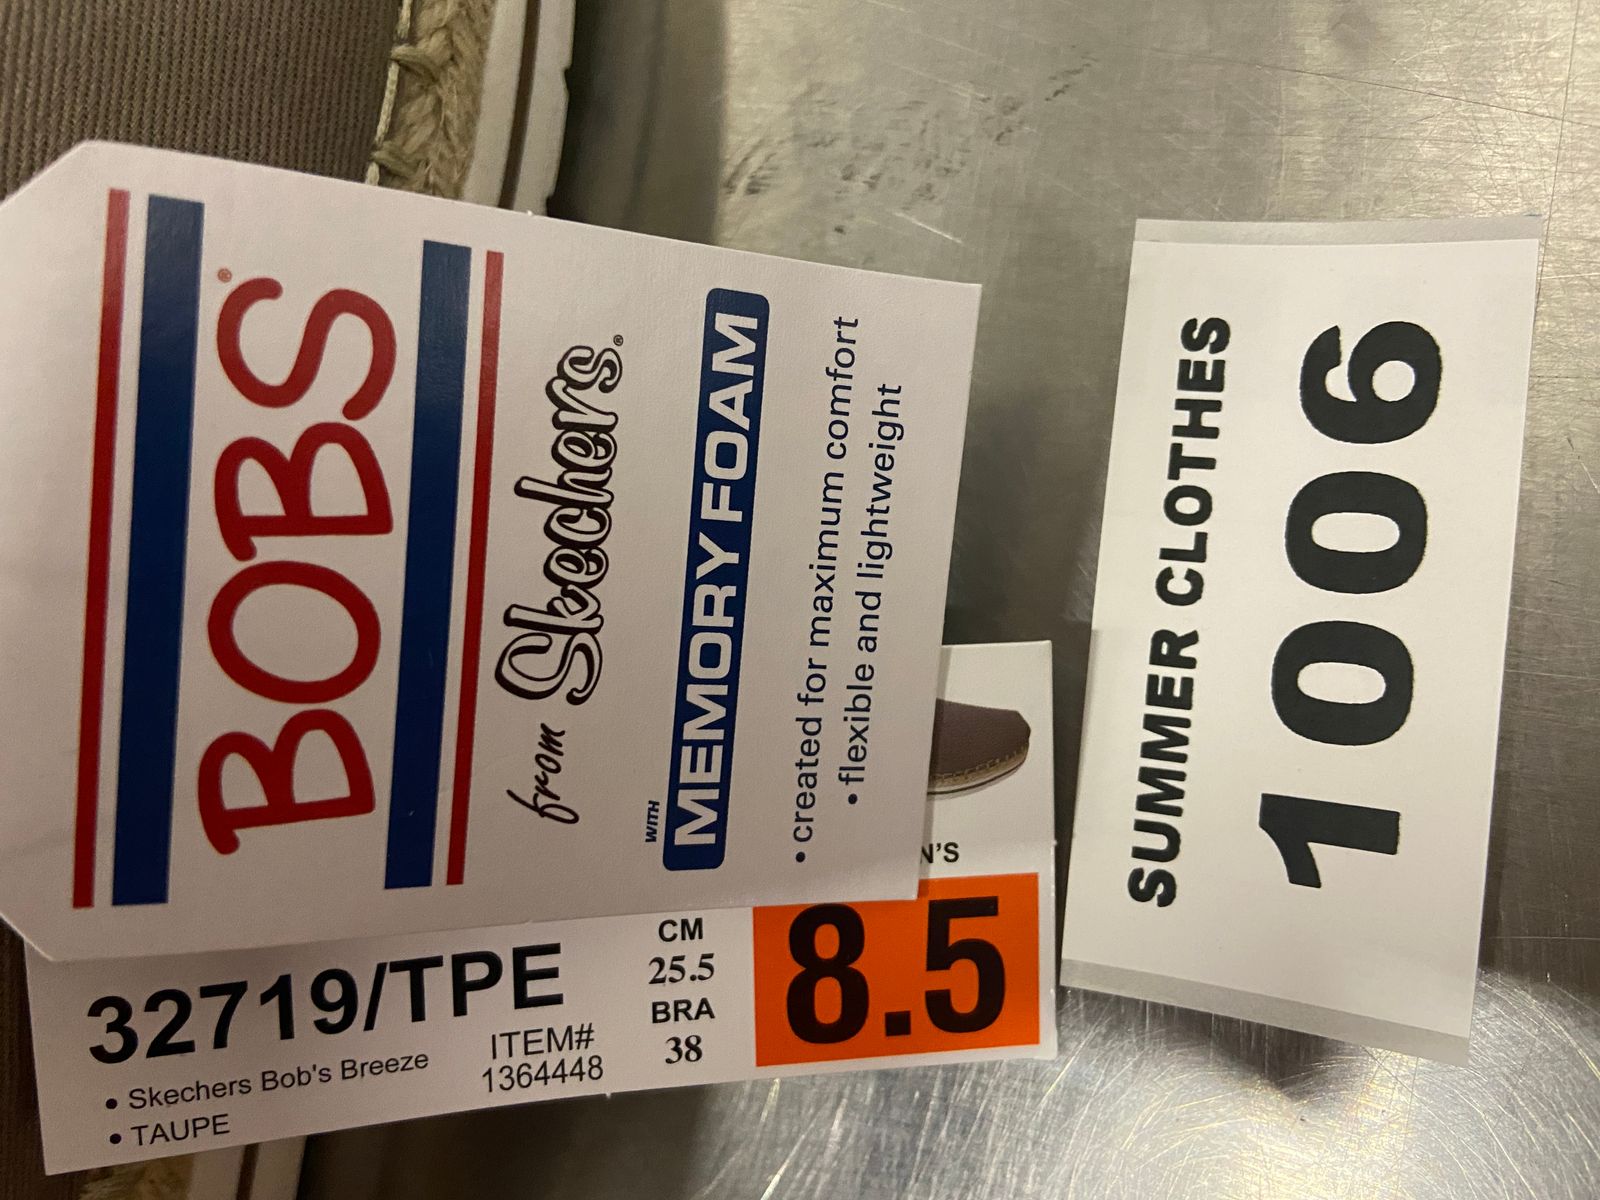 BOBS®
from Skechers®
WITH
MEMORY FOAM
• created for maximum comfort
• flexible and lightweight
32719/TPE
• Skechers Bob's Breeze
• TAUPE
ITEM#
1364448
CM
25.5
BRA
38
N'S
8.5
SUMMER CLOTHES
1006